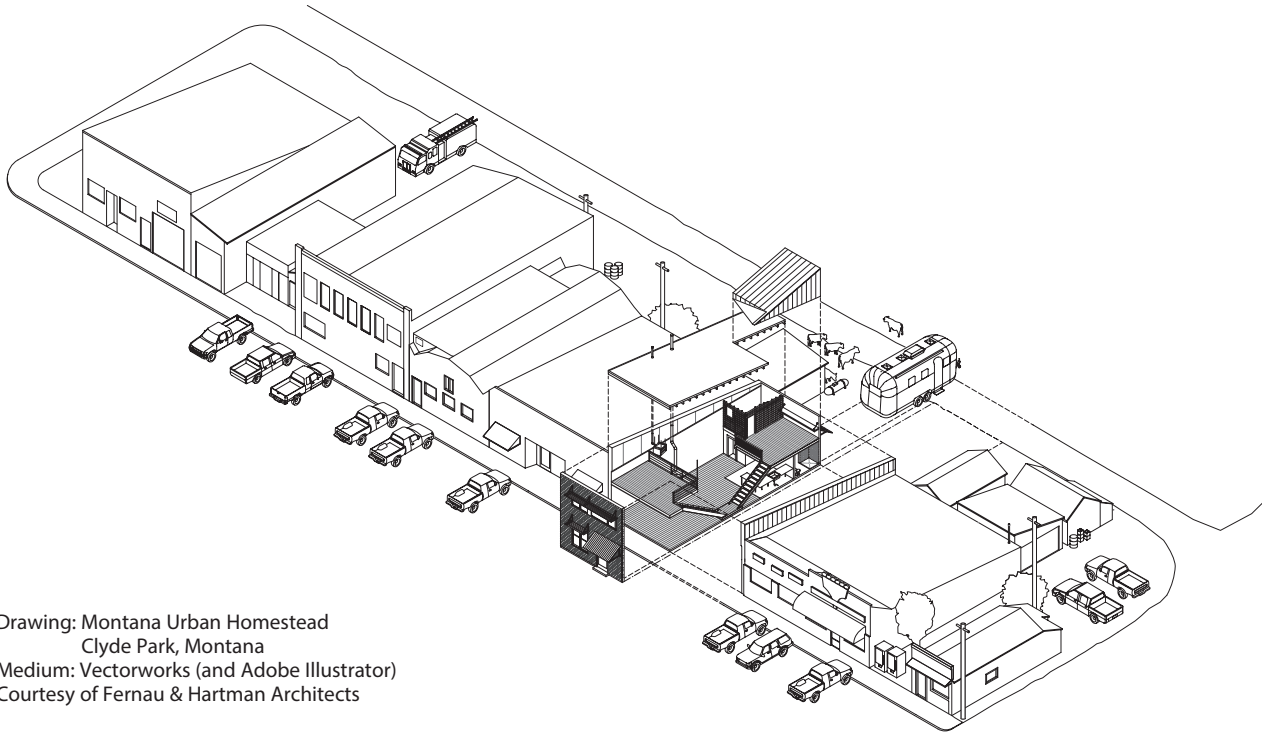 Drawing: Montana Urban Homestead
Clyde Park, Montana
Medium: Vectorworks (and Adobe Illustrator)
Courtesy of Fernau & Hartman Architects